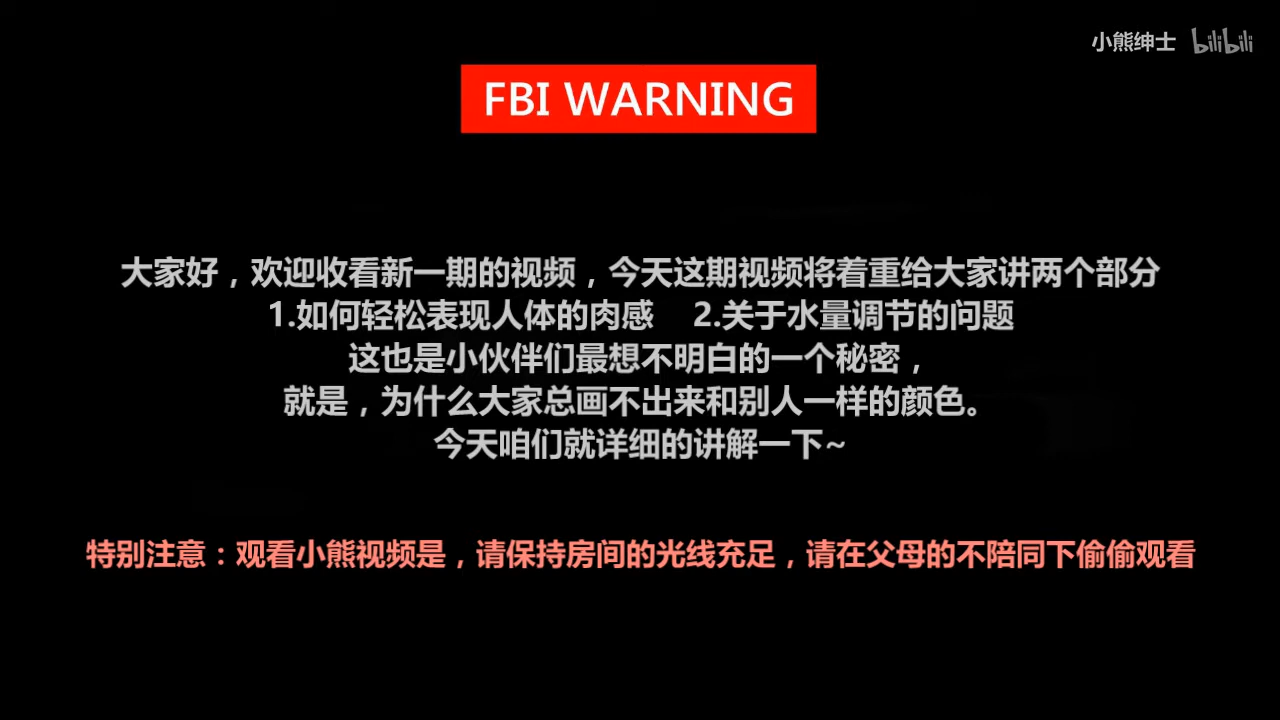 小熊绅士 bilibili
FBI WARNING
大家好，欢迎收看新一期的视频，今天这期视频将着重给大家讲两个部分
1.如何轻松表现人体的肉感 2.关于水量调节的问题
这也是小伙伴们最想不明白的一个秘密，
就是，为什么大家总画不出来和别人一样的颜色。
今天咱们就详细的讲解一下~
特别注意：观看小熊视频是，请保持房间的光线充足，请在父母的不陪同下偷偷观看